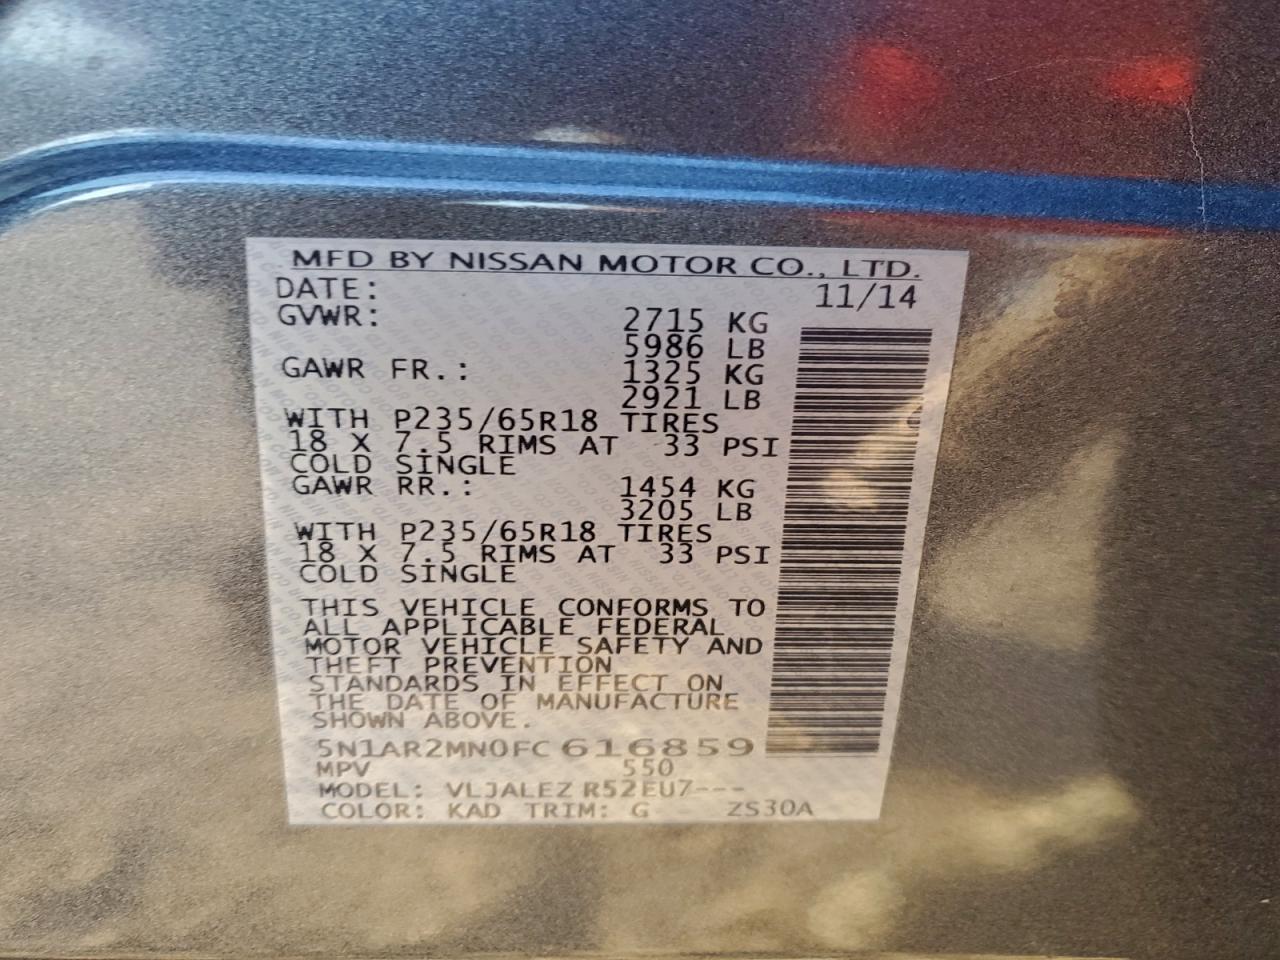 MFD BY NISSAN MOTOR CO., LTD.
DATE: 11/14
GVWR: 2715 KG
5986 LB
GAWR FR.: 1325 KG
2921 LB
WITH P235/65R18 TIRES
18 X 7.5 RIMS AT 33 PSI
COLD SINGLE
GAWR RR.: 1454 KG
3205 LB
WITH P235/65R18 TIRES
18 X 7.5 RIMS AT 33 PSI
COLD SINGLE
THIS VEHICLE CONFORMS TO
ALL APPLICABLE FEDERAL
MOTOR VEHICLE SAFETY AND
THEFT PREVENTION
STANDARDS IN EFFECT ON
THE DATE OF MANUFACTURE
SHOWN ABOVE.
5N1AR2MN0FC616859
MPV 550
MODEL: VLJALEZ R52EU7---
COLOR: KAD TRIM: G ZS30A